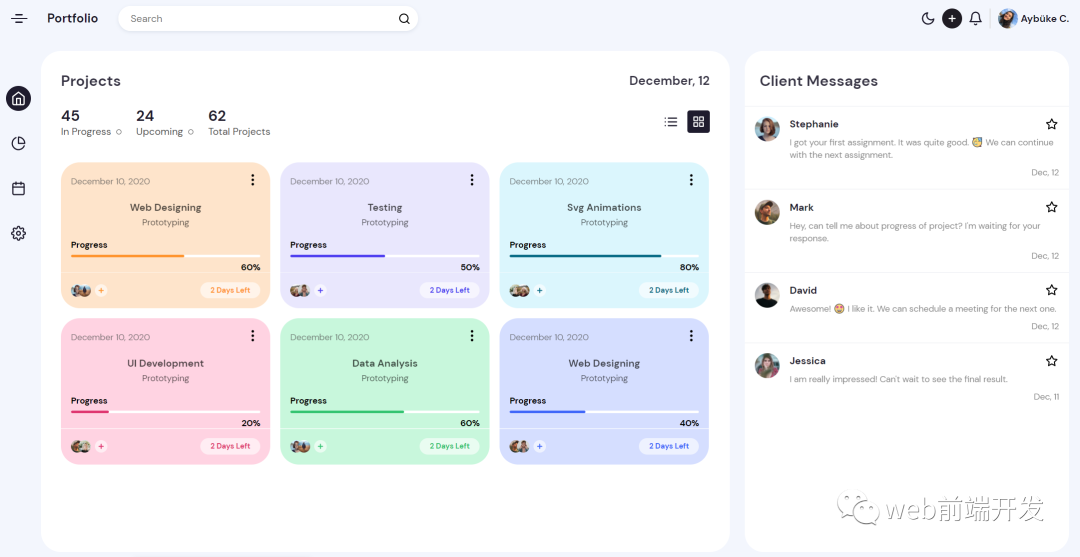 Portfolio
Search
Aybüke C.
Projects
December, 12
45
In Progress
24
Upcoming
62
Total Projects
December 10, 2020
Web Designing
Prototyping
Progress
60%
2 Days Left
December 10, 2020
Testing
Prototyping
Progress
50%
2 Days Left
December 10, 2020
Svg Animations
Prototyping
Progress
80%
2 Days Left
December 10, 2020
UI Development
Prototyping
Progress
20%
2 Days Left
December 10, 2020
Data Analysis
Prototyping
Progress
60%
2 Days Left
December 10, 2020
Web Designing
Prototyping
Progress
40%
2 Days Left
Client Messages
Stephanie
I got your first assignment. It was quite good. 🥳 We can continue
with the next assignment.
Dec, 12
Mark
Hey, can tell me about progress of project? I'm waiting for your
response.
Dec, 12
David
Awesome! 🤩 I like it. We can schedule a meeting for the next one.
Dec, 12
Jessica
I am really impressed! Can't wait to see the final result.
Dec, 11
web前端开发